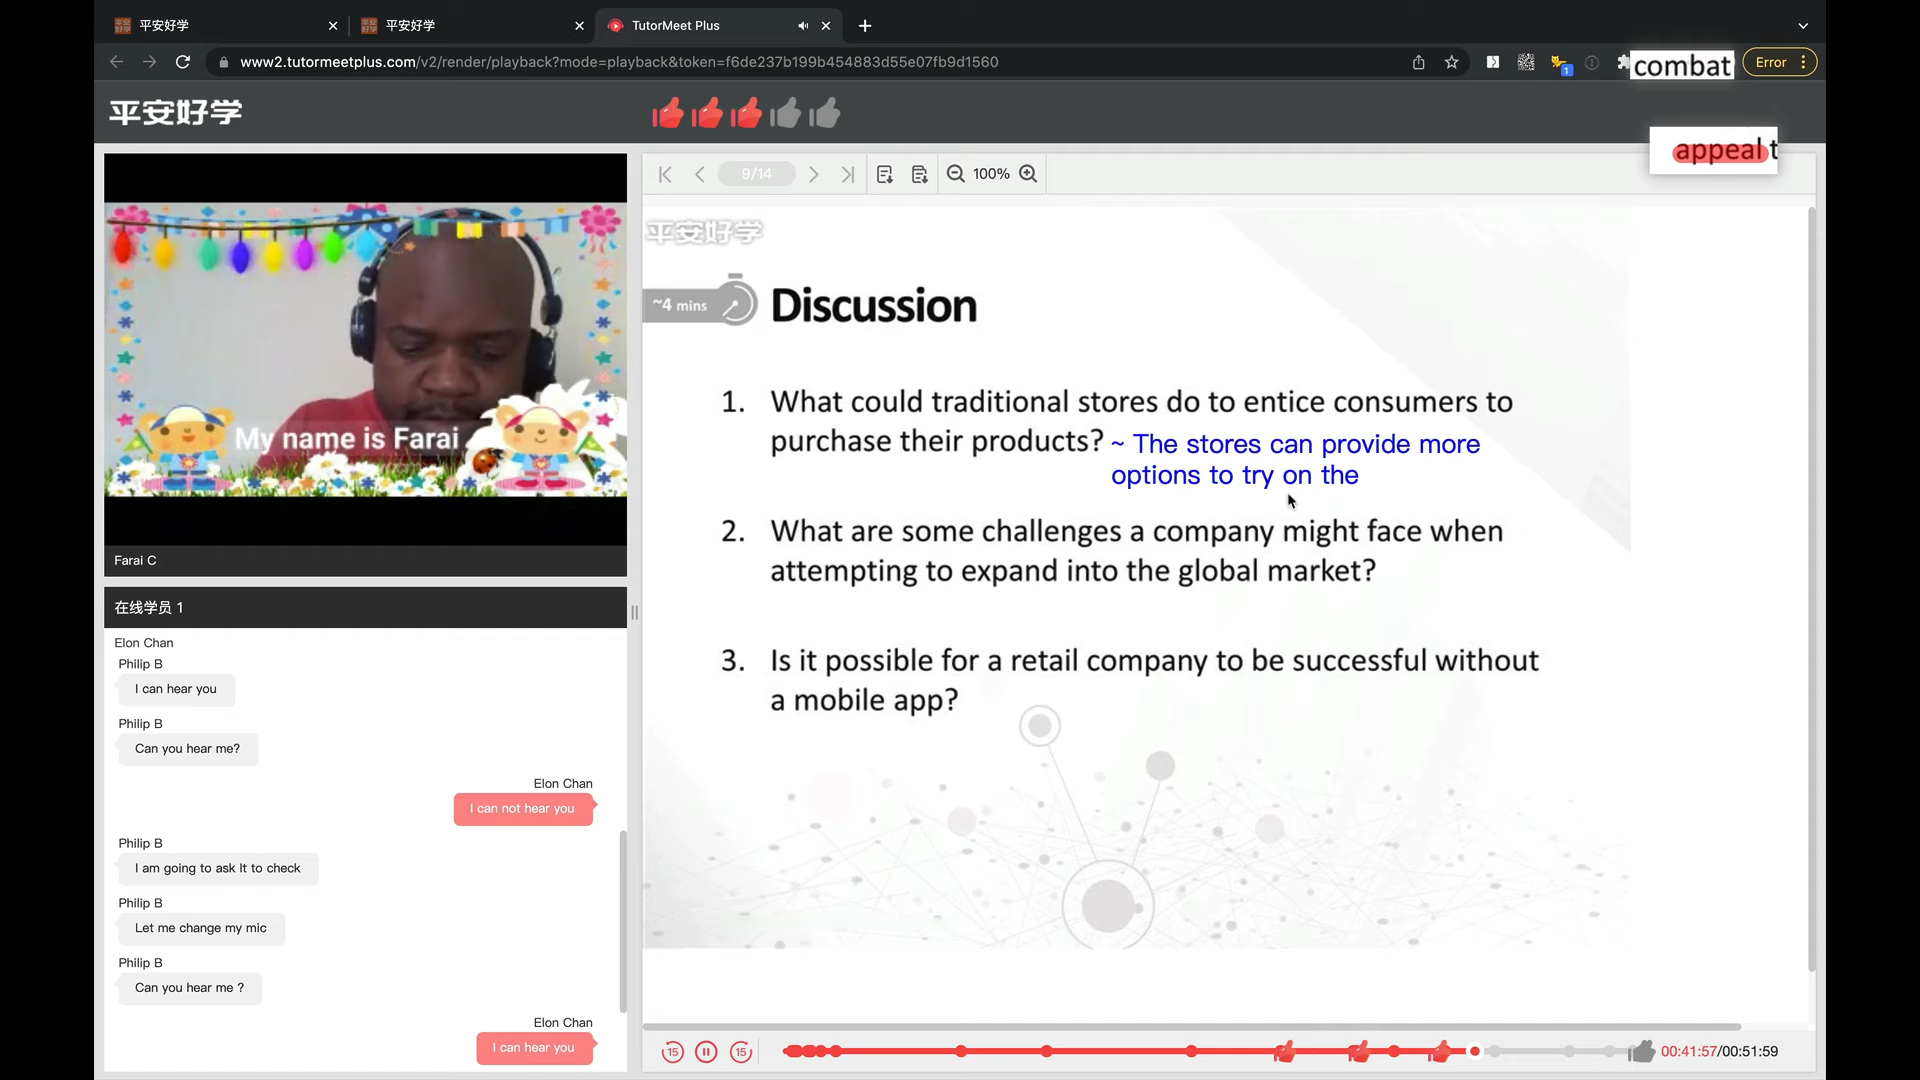 平安好学
平安好学
TutorMeet Plus
www2.tutormeetplus.com/v2/render/playback?mode=playback&token=f6de237b199b454883d55e07fb9d1560
1
combat
Error
平安好学
appeal t
My name is Farai
Farai C
在线学员 1
Elon Chan
Philip B
I can hear you
Philip B
Can you hear me?
Elon Chan
I can not hear you
Philip B
I am going to ask It to check
Philip B
Let me change my mic
Philip B
Can you hear me ?
Elon Chan
I can hear you
9/14
100%
平安好学
~4 mins
Discussion
1. What could traditional stores do to entice consumers to
purchase their products? ~ The stores can provide more
options to try on the
2. What are some challenges a company might face when
attempting to expand into the global market?
3. Is it possible for a retail company to be successful without
a mobile app?
15
15
00:41:57/00:51:59